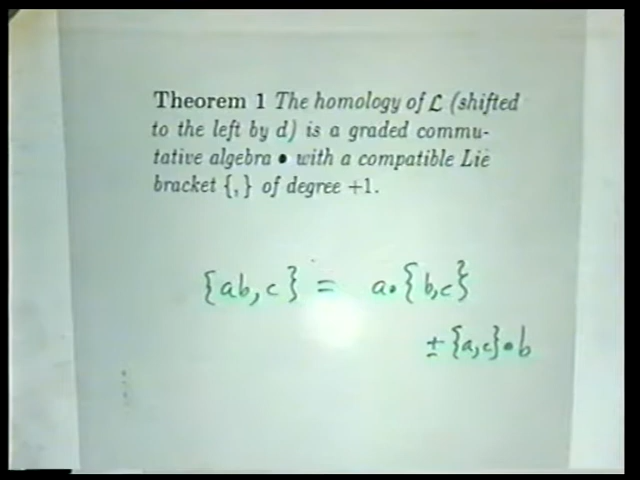 Theorem 1 The homology of ℒ (shifted
to the left by d) is a graded commu-
tative algebra • with a compatible Lie
bracket {,} of degree +1.
{ab,c} = a•{b,c}
± {a,c}•b